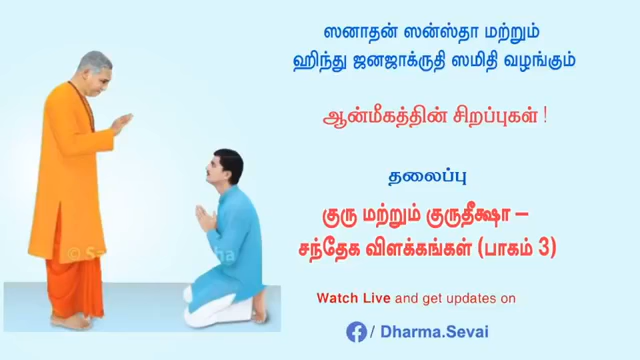 ஸனாதன் ஸன்ஸ்தா மற்றும்
ஹிந்து ஜனஜாக்ருதி ஸமிதி வழங்கும்
ஆன்மீகத்தின் சிறப்புகள் !
தலைப்பு
குரு மற்றும் குருதீக்ஷா –
சந்தேக விளக்கங்கள் (பாகம் 3)
Watch Live and get updates on
/ Dharma.Sevai